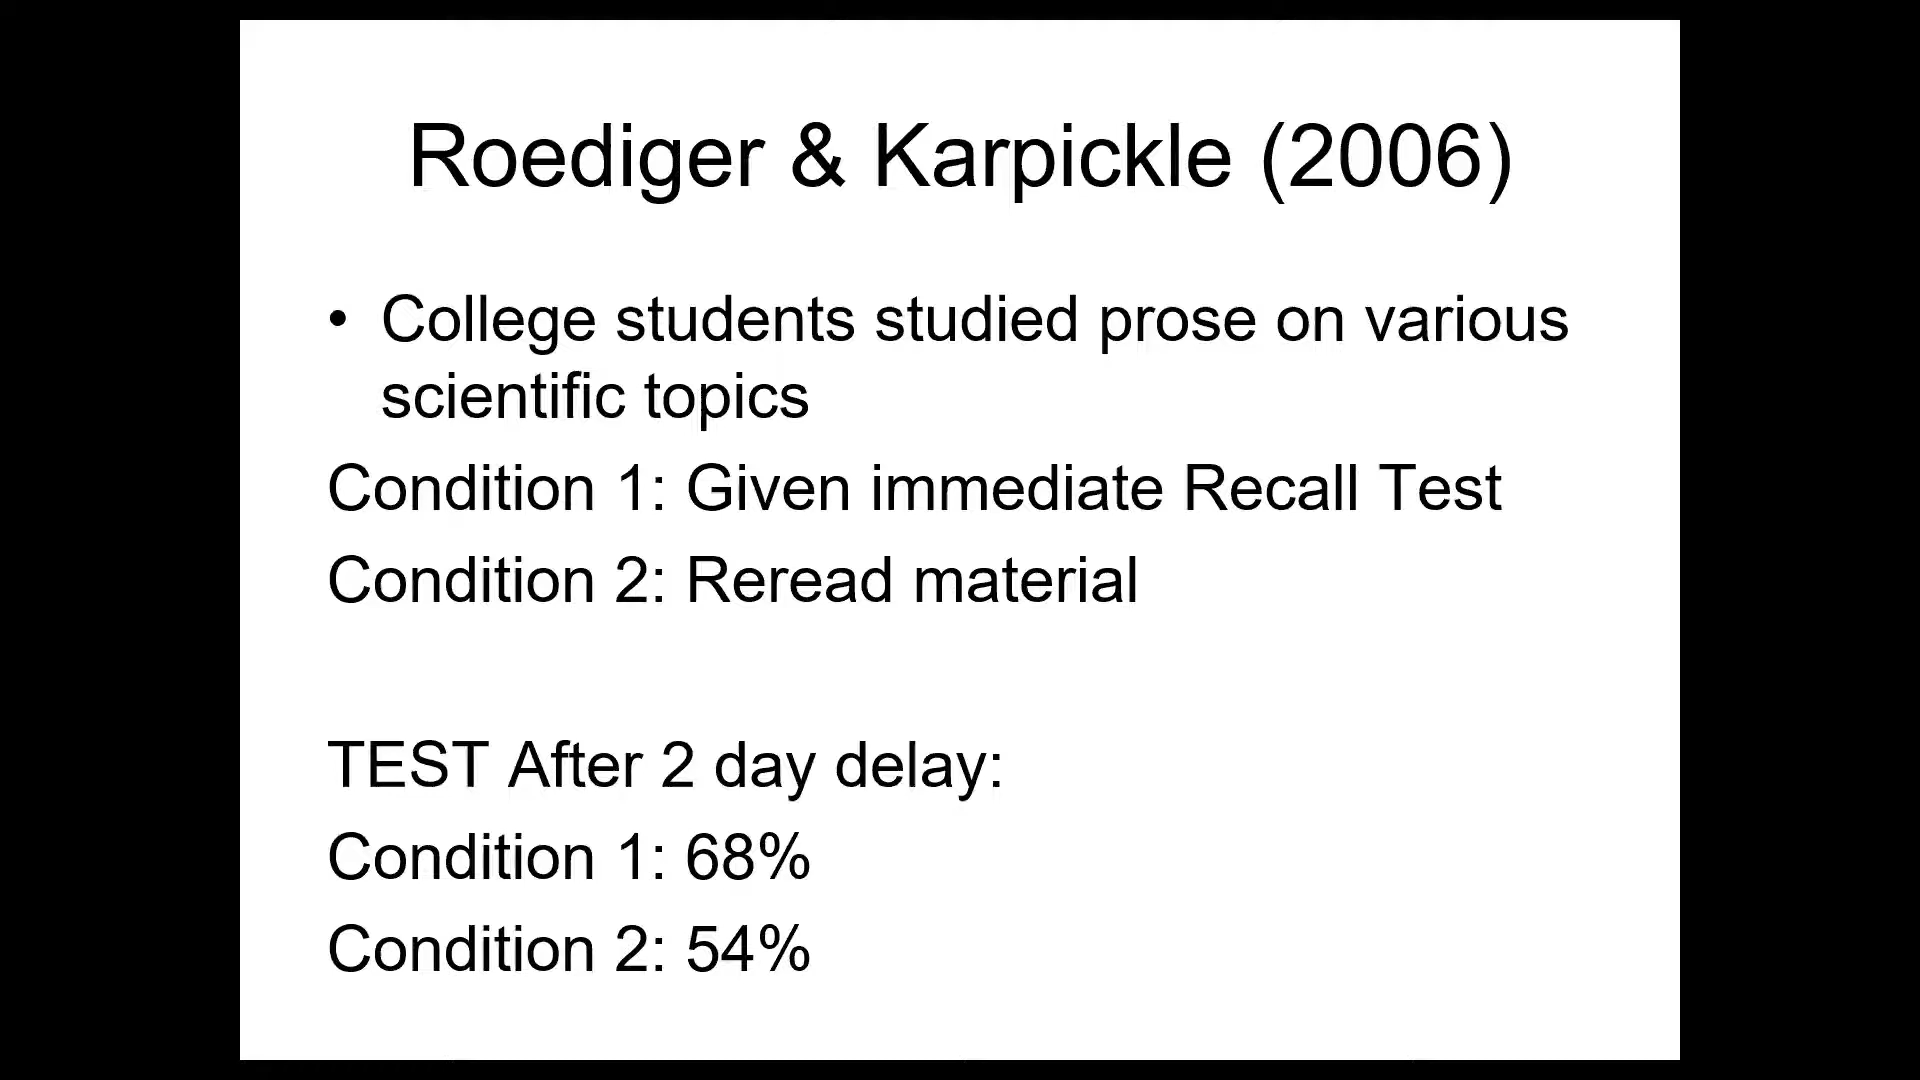 Roediger & Karpickle (2006)
• College students studied prose on various
scientific topics
Condition 1: Given immediate Recall Test
Condition 2: Reread material
TEST After 2 day delay:
Condition 1: 68%
Condition 2: 54%